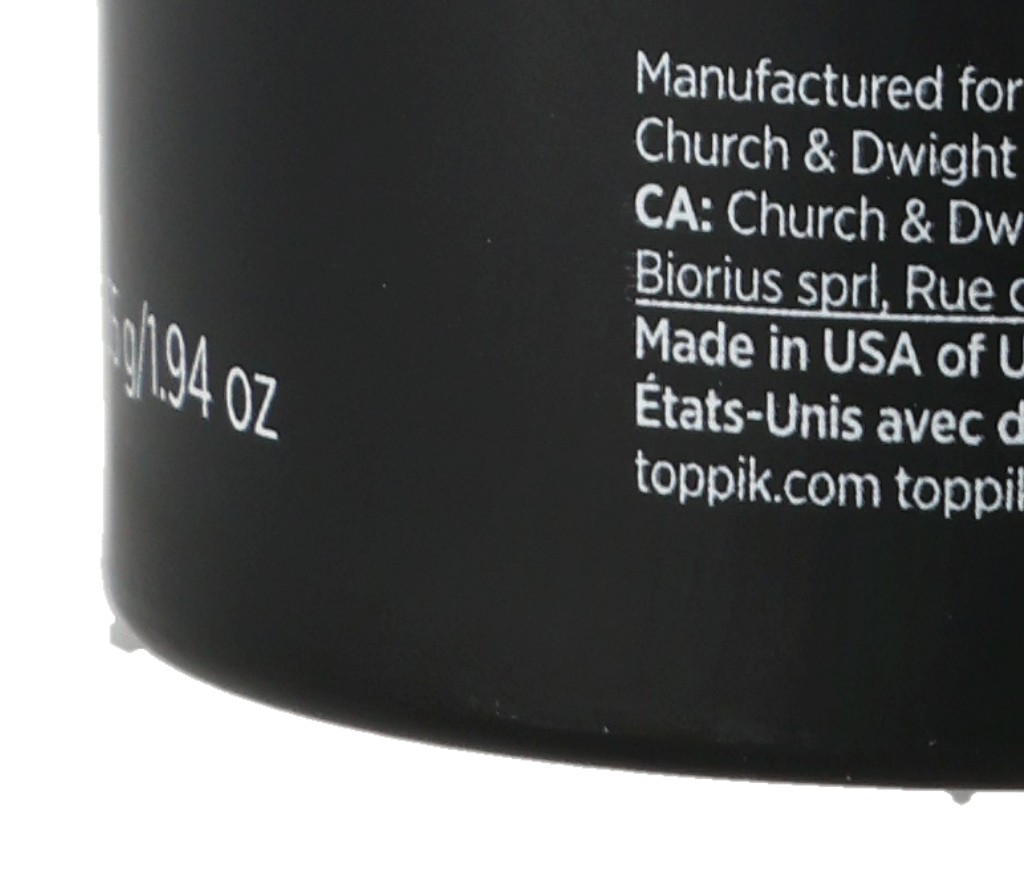 g/1.94 oz
Manufactured for
Church & Dwight
CA: Church & Dw
Biorius sprl, Rue
Made in USA of U
États-Unis avec d
toppik.com toppik